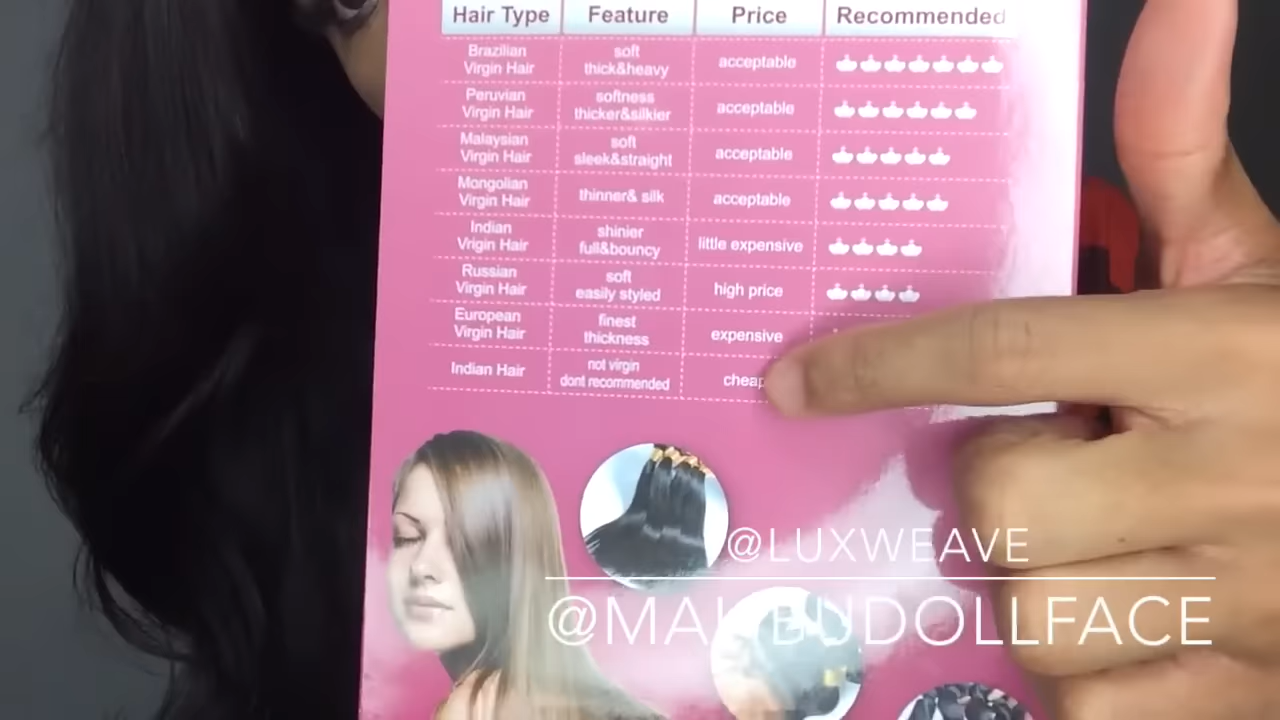 Hair Type Feature Price Recommended
Brazilian
Virgin Hair
soft
thick&heavy
acceptable
Peruvian
Virgin Hair
softness
thicker&silkier
acceptable
Malaysian
Virgin Hair
soft
sleek&straight
acceptable
Mongolian
Virgin Hair
thinner& silk
acceptable
Indian
Virgin Hair
shinier
full&bouncy
little expensive
Russian
Virgin Hair
soft
easily styled
high price
European
Virgin Hair
finest
thickness
expensive
Indian Hair
not virgin
dont recommended
cheap
@LUXWEAVE
@MALIBUDOLLFACE